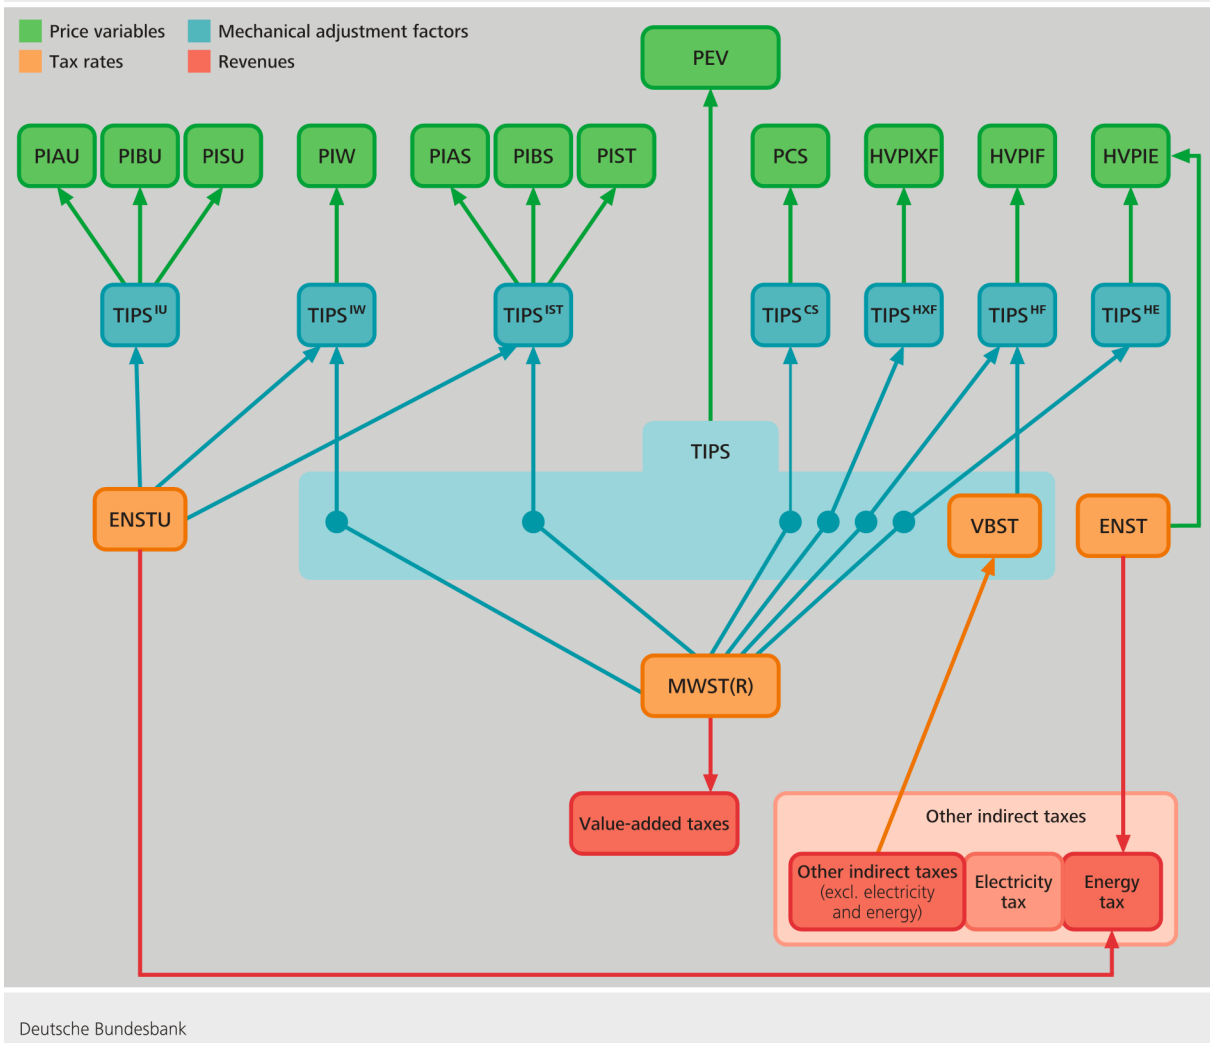 Price variables
Mechanical adjustment factors
Tax rates
Revenues
PEV
PIAU
PIBU
PISU
PIW
PIAS
PIBS
PIST
PCS
HVPIXF
HVPIF
HVPIE
TIPS^IU
TIPS^IW
TIPS^IST
TIPS^CS
TIPS^HXF
TIPS^HF
TIPS^HE
TIPS
ENSTU
VBST
ENST
MWST(R)
Value-added taxes
Other indirect taxes
Other indirect taxes
(excl. electricity
and energy)
Electricity
tax
Energy
tax
Deutsche Bundesbank